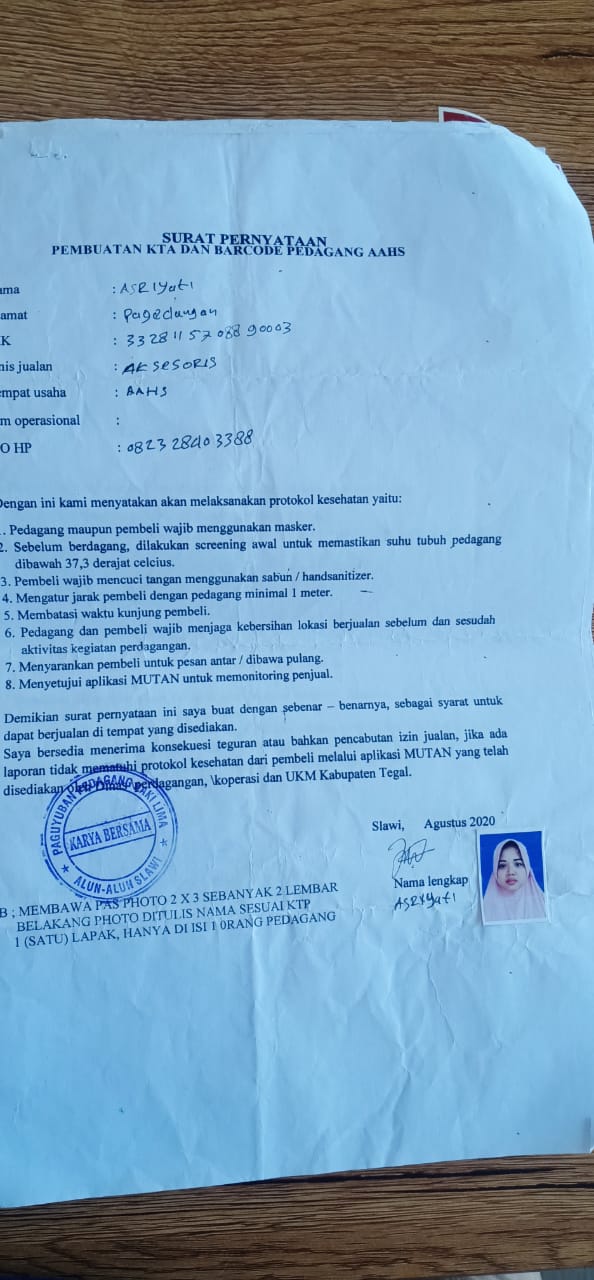 SURAT PERNYATAAN
PEMBUATAN KTA DAN BARCODE PEDAGANG AAHS
ama : ASRIYati
amat : Pagedangan
K : 3328115708890003
nis jualan : AKSESORIS
empat usaha : AAHS
m operasional :
O HP : 082328403388
Dengan ini kami menyatakan akan melaksanakan protokol kesehatan yaitu:
1. Pedagang maupun pembeli wajib menggunakan masker.
2. Sebelum berdagang, dilakukan screening awal untuk memastikan suhu tubuh pedagang
dibawah 37,3 derajat celcius.
3. Pembeli wajib mencuci tangan menggunakan sabun / handsanitizer.
4. Mengatur jarak pembeli dengan pedagang minimal 1 meter.
5. Membatasi waktu kunjung pembeli.
6. Pedagang dan pembeli wajib menjaga kebersihan lokasi berjualan sebelum dan sesudah
aktivitas kegiatan perdagangan.
7. Menyarankan pembeli untuk pesan antar / dibawa pulang.
8. Menyetujui aplikasi MUTAN untuk memonitoring penjual.
Demikian surat pernyataan ini saya buat dengan sebenar – benarnya, sebagai syarat untuk
dapat berjualan di tempat yang disediakan.
Saya bersedia menerima konsekuesi teguran atau bahkan pencabutan izin jualan, jika ada
laporan tidak mematuhi protokol kesehatan dari pembeli melalui aplikasi MUTAN yang telah
disediakan oleh Dinas perdagangan, \koperasi dan UKM Kabupaten Tegal.
PAGUYUBAN PEDAGANG KAKI LIMA
KARYA BERSAMA
★ ALUN-ALUN SLAWI ★
Slawi, Agustus 2020
Nama lengkap
ASRIYati
B ; MEMBAWA PAS PHOTO 2 X 3 SEBANYAK 2 LEMBAR
BELAKANG PHOTO DITULIS NAMA SESUAI KTP
1 (SATU) LAPAK, HANYA DI ISI 1 0RANG PEDAGANG